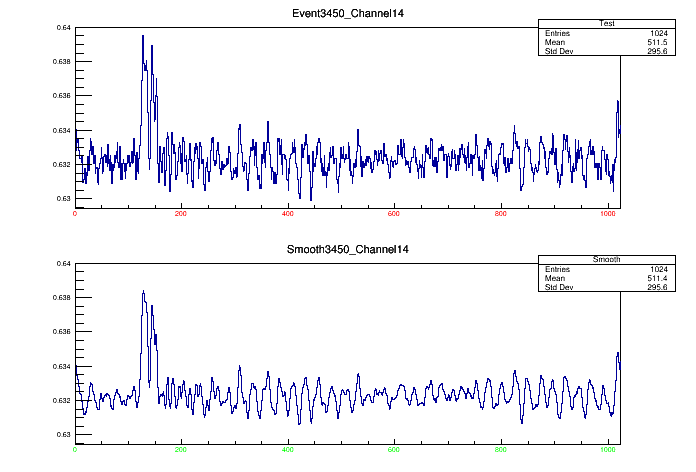 Event3450_Channel14
Test
Entries 1024
Mean 511.5
Std Dev 295.6
0.64
0.638
0.636
0.634
0.632
0.63
0 200 400 600 800 1000
Smooth3450_Channel14
Smooth
Entries 1024
Mean 511.4
Std Dev 295.6
0.64
0.638
0.636
0.634
0.632
0.63
0 200 400 600 800 1000